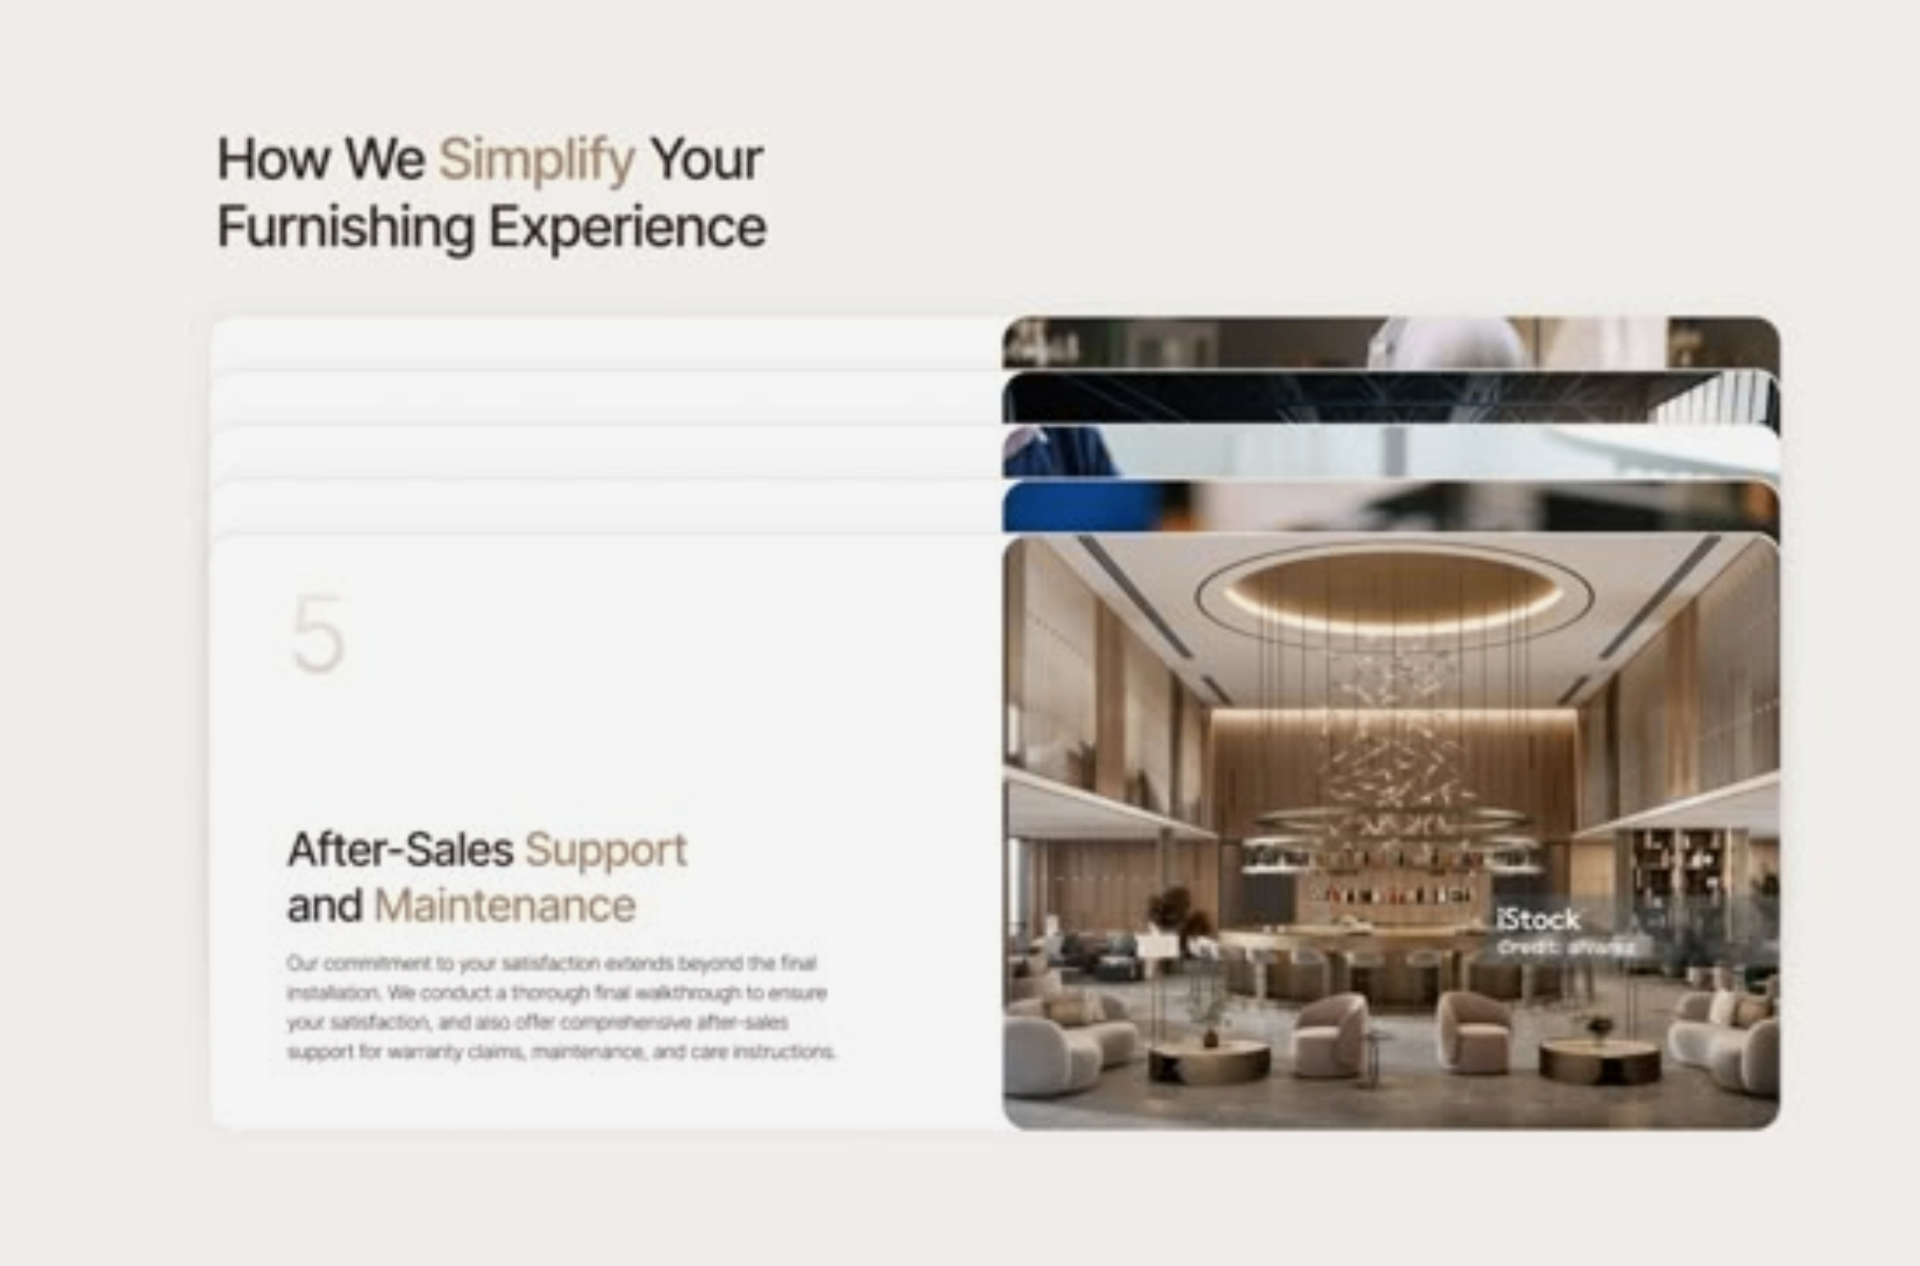 How We Simplify Your
Furnishing Experience
5
After-Sales Support
and Maintenance
Our commitment to your satisfaction extends beyond the final
installation. We conduct a thorough final walkthrough to ensure
your satisfaction, and also offer comprehensive after-sales
support for warranty claims, maintenance, and care instructions.
iStock
Credit: